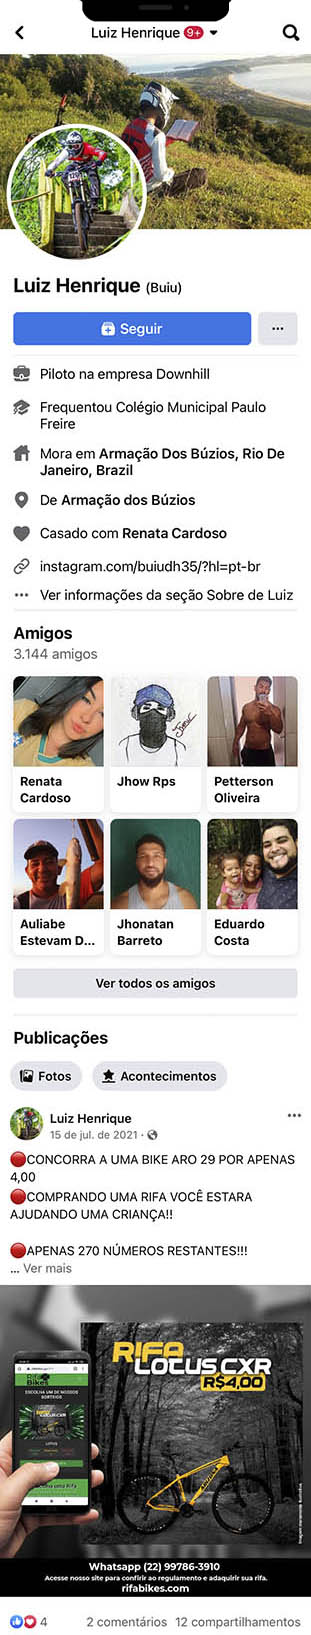 Luiz Henrique 9+
Luiz Henrique (Buiu)
Seguir
Piloto na empresa Downhill
Frequentou Colégio Municipal Paulo
Freire
Mora em Armação Dos Búzios, Rio De
Janeiro, Brazil
De Armação dos Búzios
Casado com Renata Cardoso
instagram.com/buiudh35/?hl=pt-br
Ver informações da seção Sobre de Luiz
Amigos
3.144 amigos
Renata
Cardoso
Jhow Rps
Petterson
Oliveira
Auliabe
Estevam D...
Jhonatan
Barreto
Eduardo
Costa
Ver todos os amigos
Publicações
Fotos
Acontecimentos
Luiz Henrique
15 de jul. de 2021
CONCORRA A UMA BIKE ARO 29 POR APENAS
4,00
COMPRANDO UMA RIFA VOCÊ ESTARA
AJUDANDO UMA CRIANÇA!!
APENAS 270 NÚMEROS RESTANTES!!!
... Ver mais
RIFA
LOTUS CXR
R$4,00
Rifa
Bikes
ESCOLHA UM DE NOSSOS
SORTEIOS
LOTUS
Whatsapp (22) 99786-3910
Acesse nosso site para confirir o regulamento e adaquirir sua rifa.
rifabikes.com
4
2 comentários 12 compartilhamentos